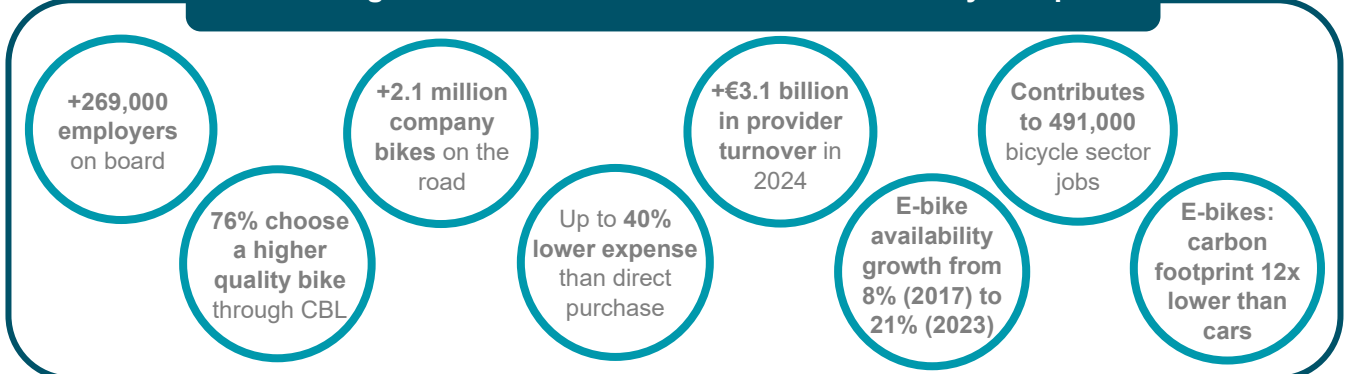 +269,000
employers
on board
76% choose
a higher
quality bike
through CBL
+2.1 million
company
bikes on the
road
Up to 40%
lower expense
than direct
purchase
+€3.1 billion
in provider
turnover in
2024
E-bike
availability
growth from
8% (2017) to
21% (2023)
Contributes
to 491,000
bicycle sector
jobs
E-bikes:
carbon
footprint 12x
lower than
cars